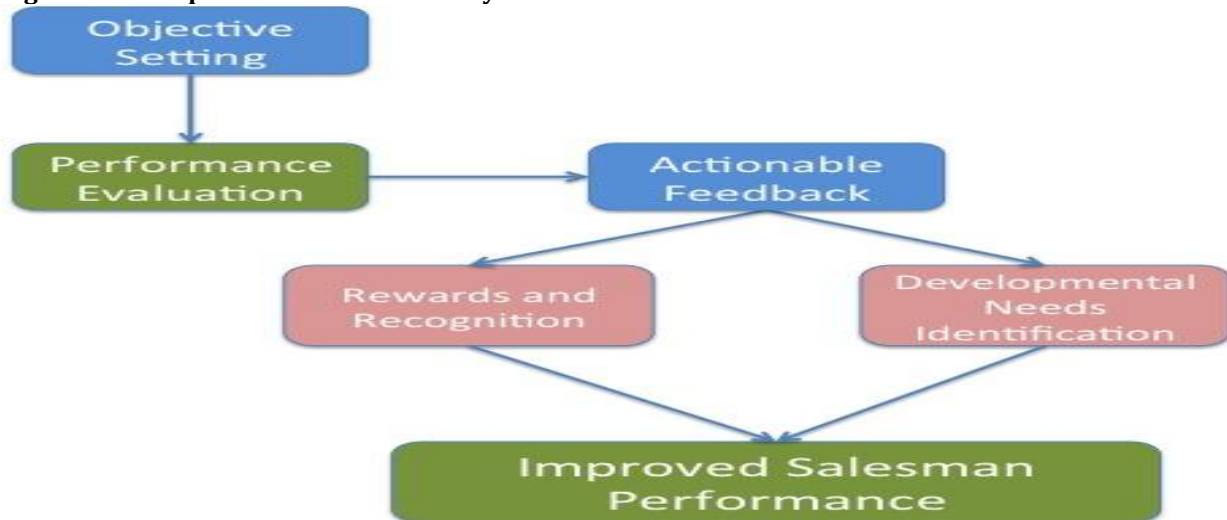 Objective
Setting
Performance
Evaluation
Actionable
Feedback
Rewards and
Recognition
Developmental
Needs
Identification
Improved Salesman
Performance